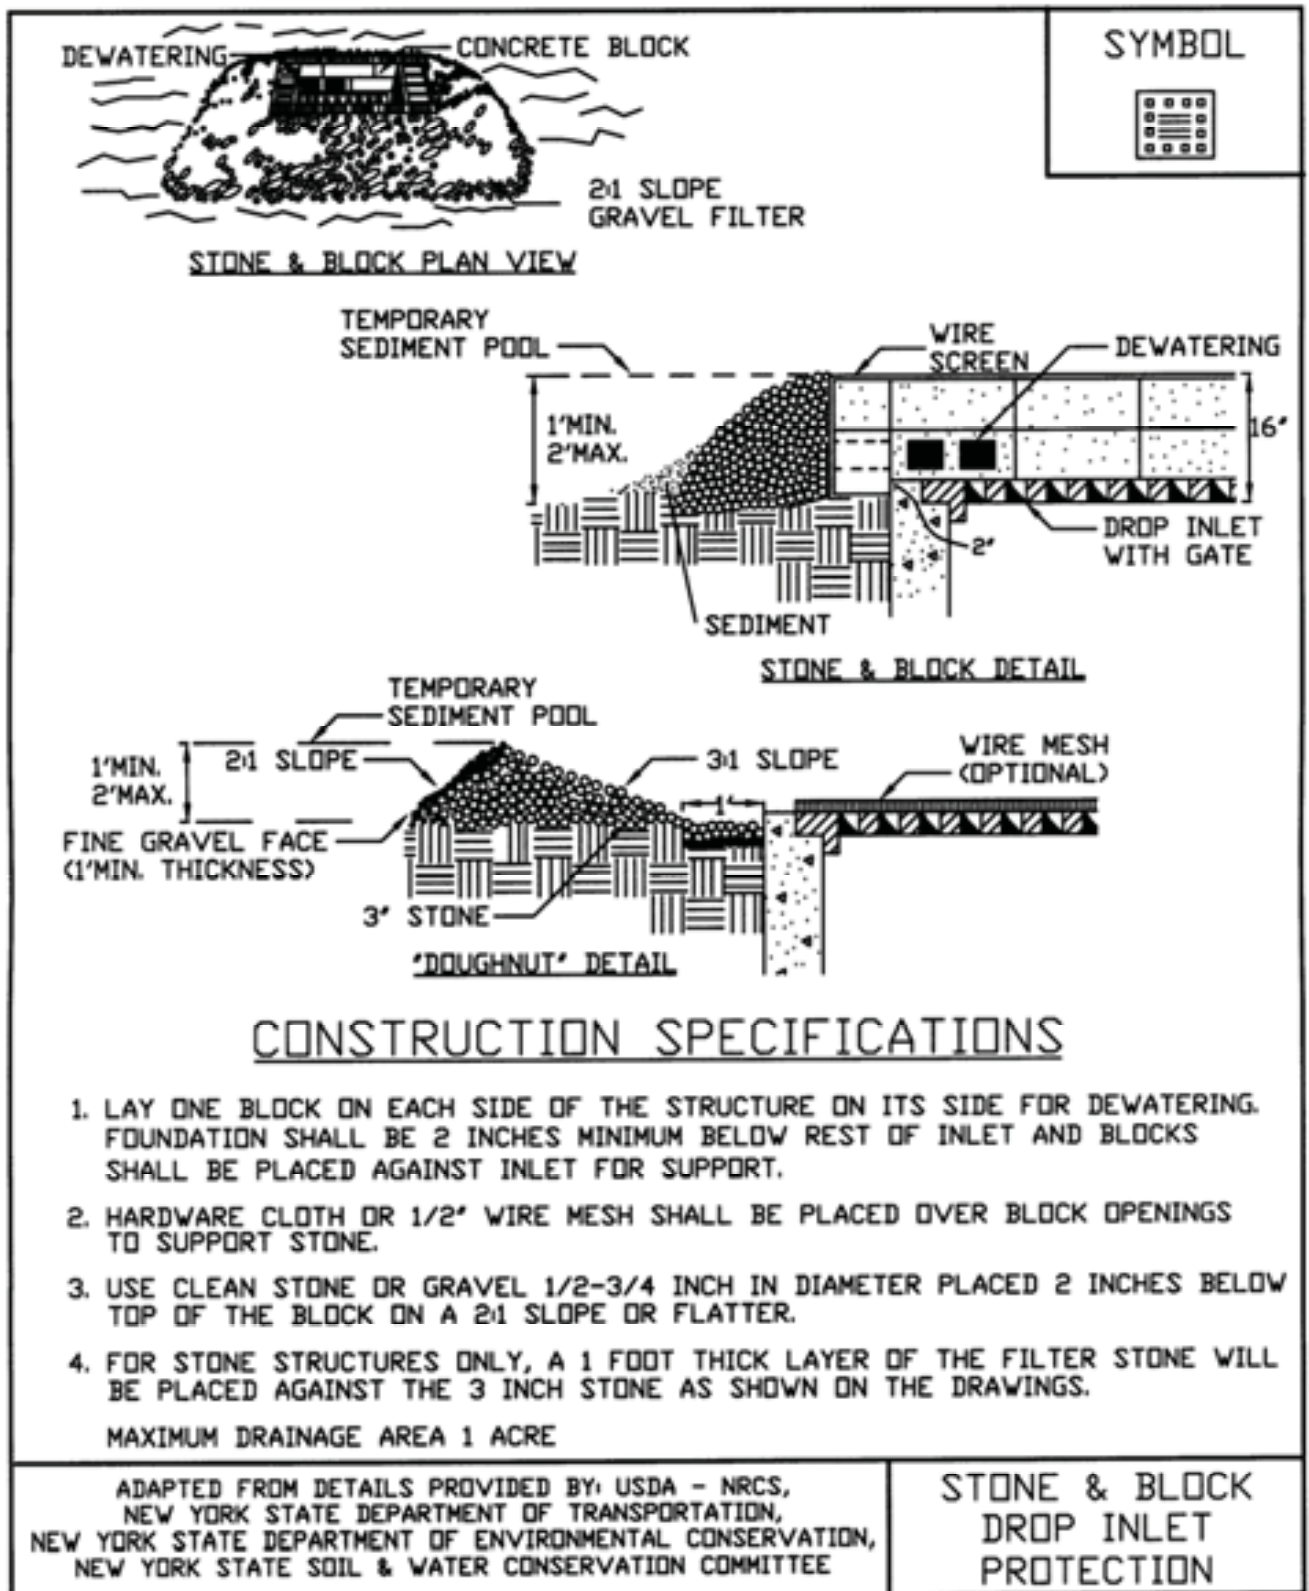 DEWATERING
CONCRETE BLOCK
SYMBOL
2:1 SLOPE
GRAVEL FILTER
STONE & BLOCK PLAN VIEW
TEMPORARY
SEDIMENT POOL
WIRE
SCREEN
DEWATERING
1'MIN.
2'MAX.
16"
2"
DROP INLET
WITH GATE
SEDIMENT
STONE & BLOCK DETAIL
TEMPORARY
SEDIMENT POOL
1'MIN.
2'MAX.
2:1 SLOPE
3:1 SLOPE
WIRE MESH
(OPTIONAL)
1'
FINE GRAVEL FACE
(1'MIN. THICKNESS)
3" STONE
"DOUGHNUT" DETAIL
CONSTRUCTION SPECIFICATIONS
1. LAY ONE BLOCK ON EACH SIDE OF THE STRUCTURE ON ITS SIDE FOR DEWATERING.
FOUNDATION SHALL BE 2 INCHES MINIMUM BELOW REST OF INLET AND BLOCKS
SHALL BE PLACED AGAINST INLET FOR SUPPORT.
2. HARDWARE CLOTH OR 1/2" WIRE MESH SHALL BE PLACED OVER BLOCK OPENINGS
TO SUPPORT STONE.
3. USE CLEAN STONE OR GRAVEL 1/2-3/4 INCH IN DIAMETER PLACED 2 INCHES BELOW
TOP OF THE BLOCK ON A 2:1 SLOPE OR FLATTER.
4. FOR STONE STRUCTURES ONLY, A 1 FOOT THICK LAYER OF THE FILTER STONE WILL
BE PLACED AGAINST THE 3 INCH STONE AS SHOWN ON THE DRAWINGS.
MAXIMUM DRAINAGE AREA 1 ACRE
ADAPTED FROM DETAILS PROVIDED BY: USDA - NRCS,
NEW YORK STATE DEPARTMENT OF TRANSPORTATION,
NEW YORK STATE DEPARTMENT OF ENVIRONMENTAL CONSERVATION,
NEW YORK STATE SOIL & WATER CONSERVATION COMMITTEE
STONE & BLOCK
DROP INLET
PROTECTION